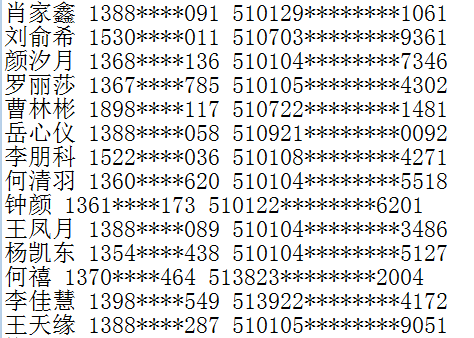 肖家鑫 1388****091 510129********1061
刘俞希 1530****011 510703********9361
颜汐月 1368****136 510104********7346
罗丽莎 1367****785 510105********4302
曹林彬 1898****117 510722********1481
岳心仪 1388****058 510921********0092
李朋科 1522****036 510108********4271
何清羽 1360****620 510104********5518
钟颜 1361****173 510122********6201
王凤月 1388****089 510104********3486
杨凯东 1354****438 510104********5127
何禧 1370****464 513823********2004
李佳慧 1398****549 513922********4172
王天缘 1388****287 510105********9051